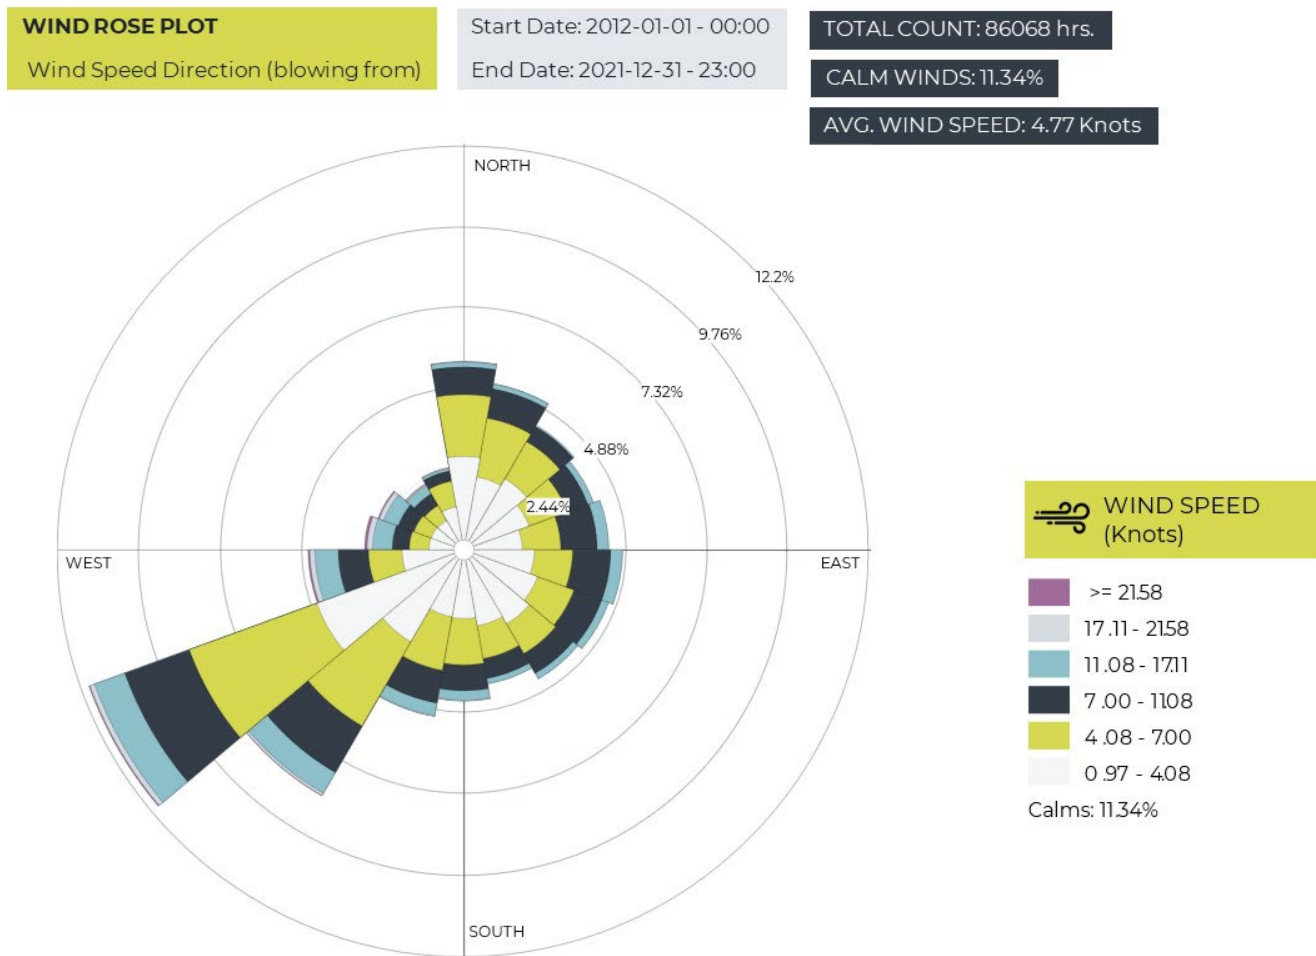 WIND ROSE PLOT
Wind Speed Direction (blowing from)
Start Date: 2012-01-01 - 00:00
End Date: 2021-12-31 - 23:00
TOTAL COUNT: 86068 hrs.
CALM WINDS: 11.34%
AVG. WIND SPEED: 4.77 Knots
NORTH
12.2%
9.76%
7.32%
4.88%
2.44%
WEST
EAST
SOUTH
WIND SPEED
(Knots)
>= 21.58
17.11 - 21.58
11.08 - 17.11
7.00 - 11.08
4.08 - 7.00
0.97 - 4.08
Calms: 11.34%